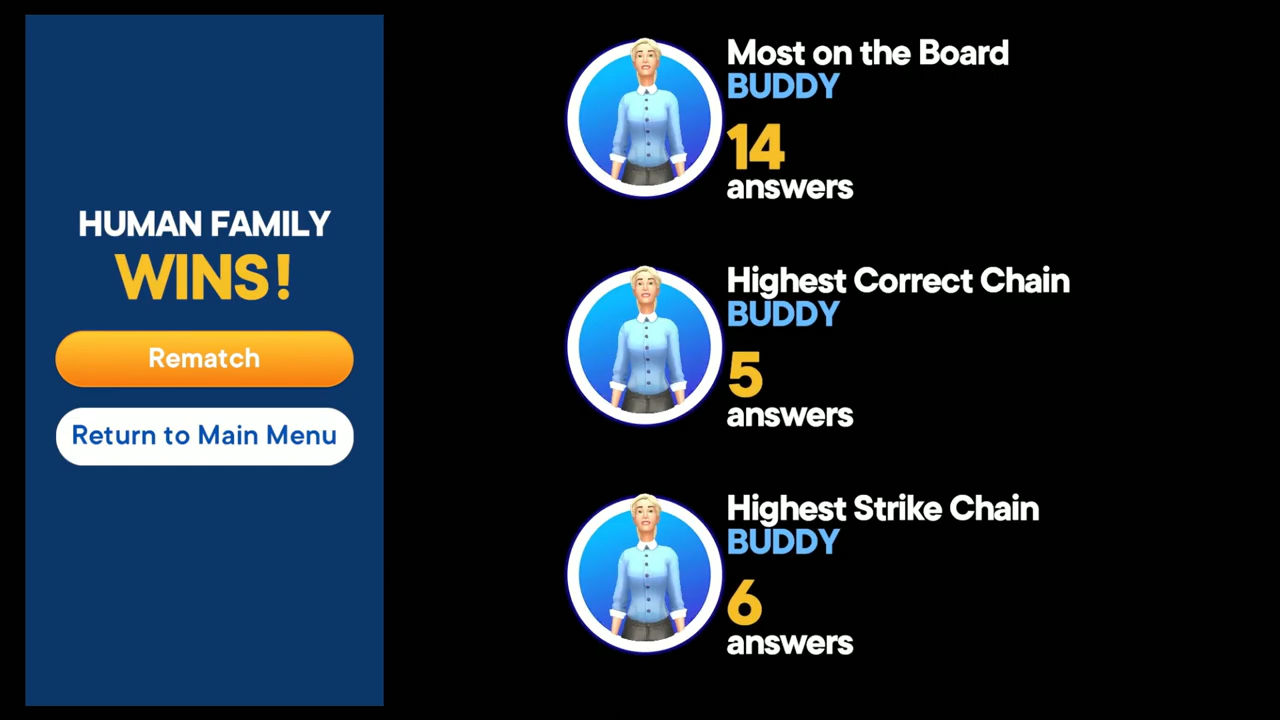 HUMAN FAMILY
WINS!
Rematch
Return to Main Menu
Most on the Board
BUDDY
14
answers
Highest Correct Chain
BUDDY
5
answers
Highest Strike Chain
BUDDY
6
answers